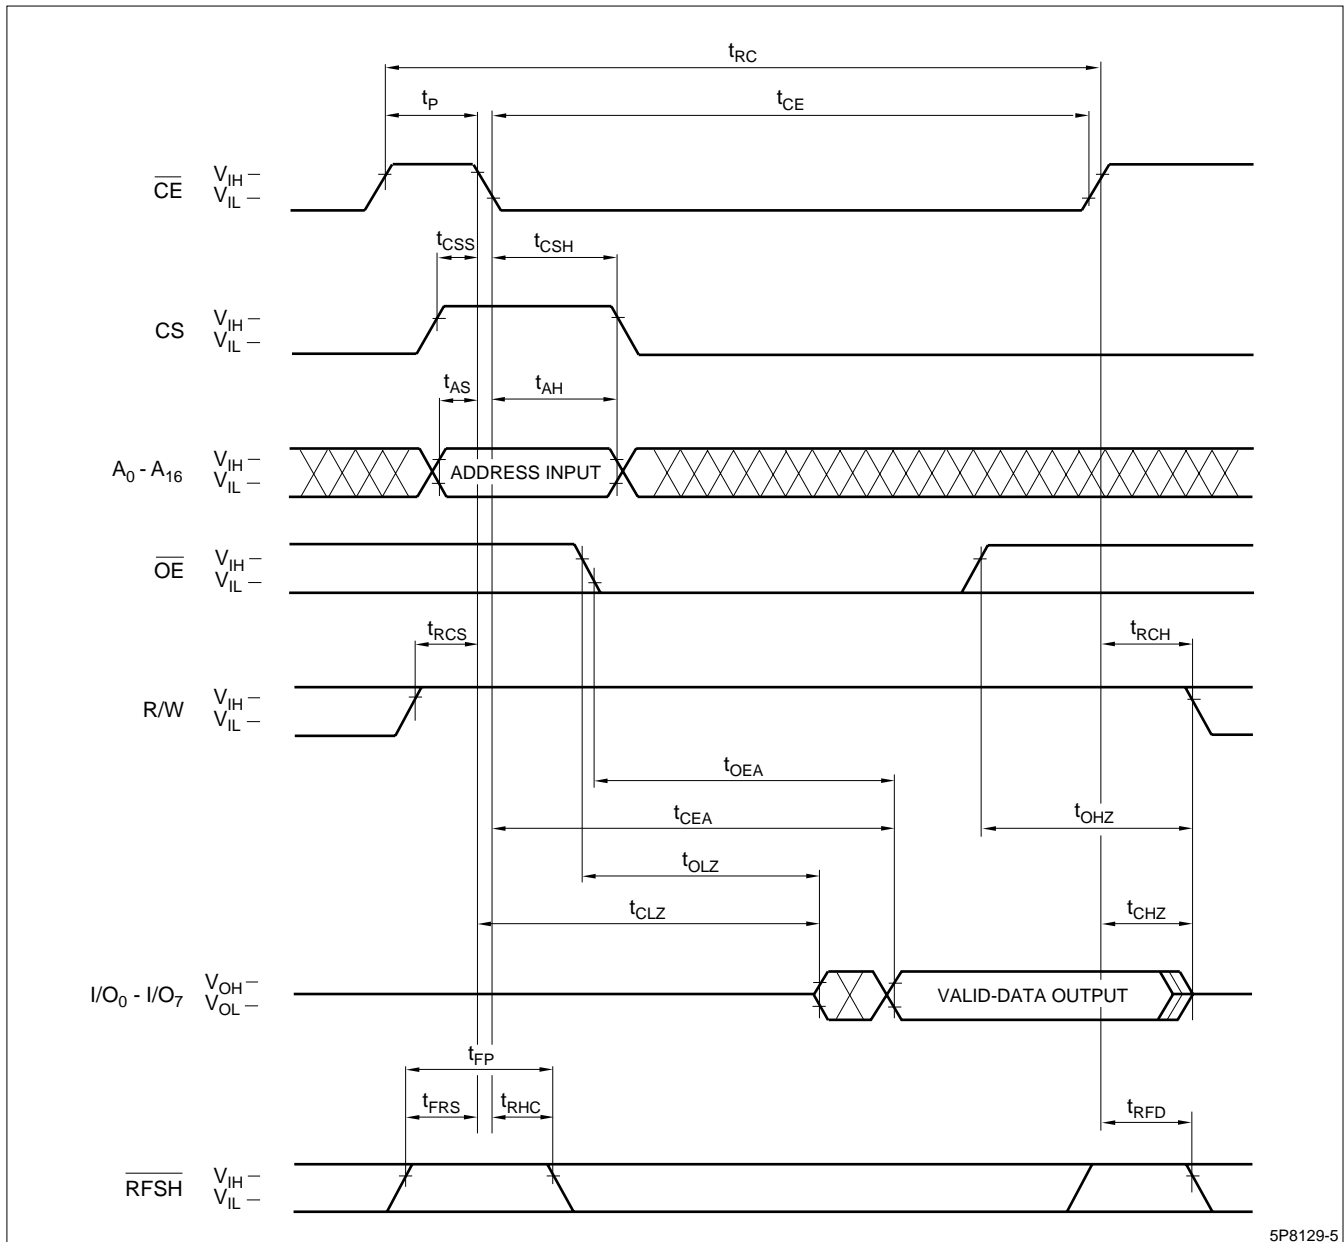 tRC
tP
tCE
CE
VIH
VIL
tCSS
tCSH
CS
VIH
VIL
tAS
tAH
A0 - A16
VIH
VIL
ADDRESS INPUT
OE
VIH
VIL
tRCS
tRCH
R/W
VIH
VIL
tOEA
tCEA
tOHZ
tOLZ
tCLZ
tCHZ
I/O0 - I/O7
VOH
VOL
VALID-DATA OUTPUT
tFP
tFRS
tRHC
tRFD
RFSH
VIH
VIL
5P8129-5